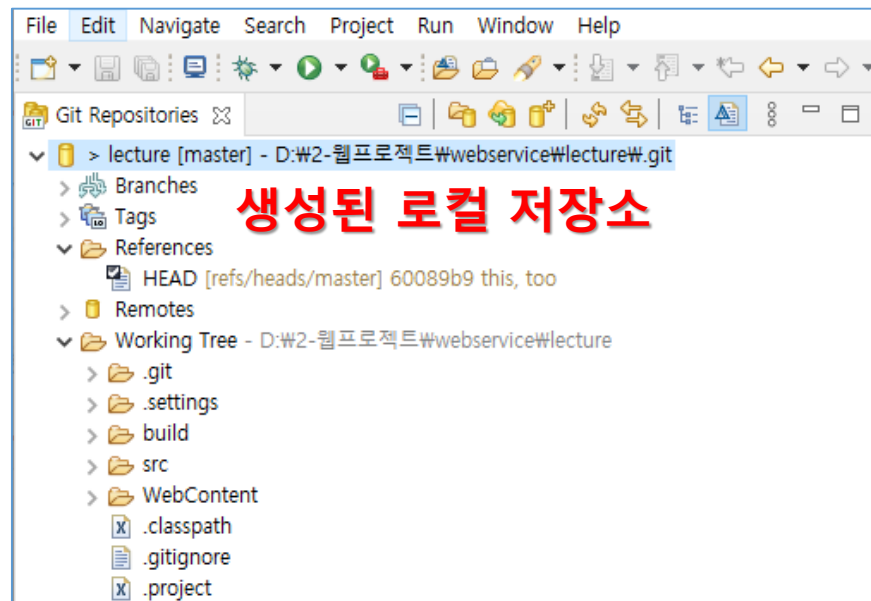 File Edit Navigate Search Project Run Window Help
Git Repositories
> lecture [master] - D:₩2-웹프로젝트₩webservice₩lecture₩.git
Branches
Tags
생성된 로컬 저장소
References
HEAD [refs/heads/master] 60089b9 this, too
Remotes
Working Tree - D:₩2-웹프로젝트₩webservice₩lecture
.git
.settings
build
src
WebContent
.classpath
.gitignore
.project